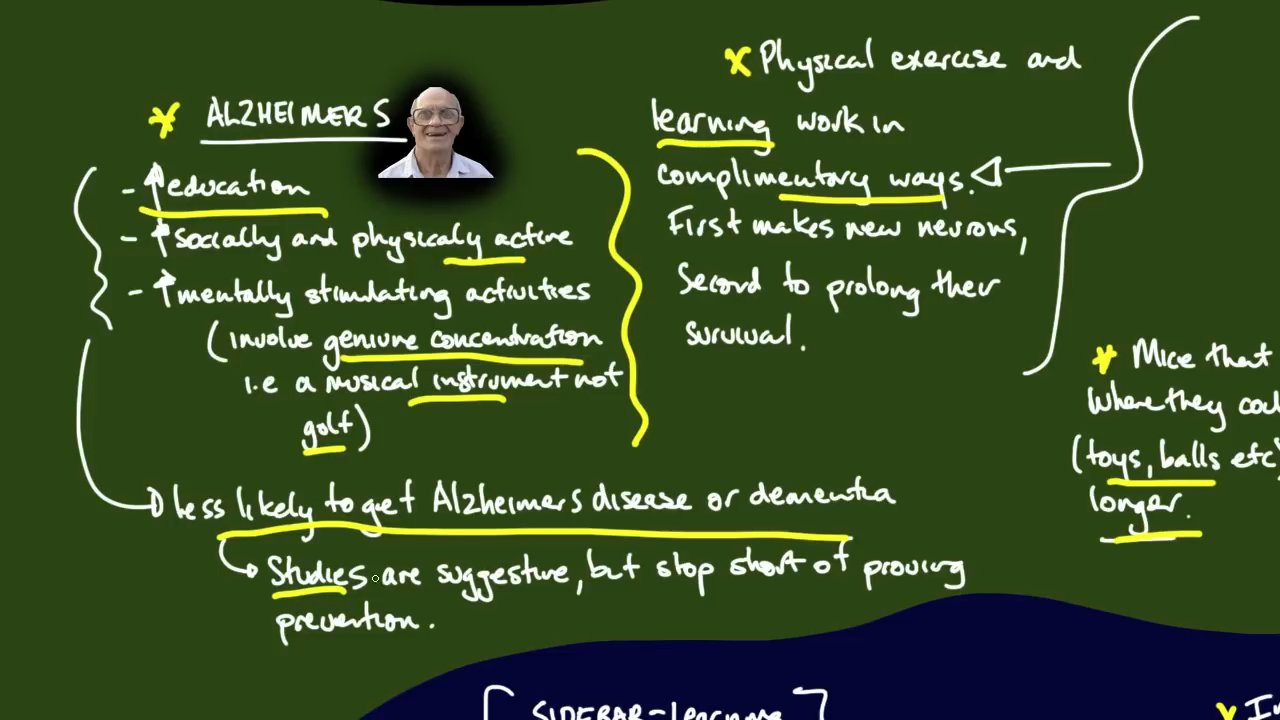 * ALZHEIMERS
- ↑ education
- ↑ socially and physicaly active
- ↑ mentally stimulating activities
(involve geniune concentration
i.e a musical instrument not
golf)
less likely to get Alzheimers disease or dementia
Studies are suggestive, but stop short of proving
prevention.
* Physical exercise and
learning work in
complimentary ways.
First makes new neurons,
Second to prolong their
survival.
* Mice that
where they cou
(toys, balls etc)
longer.
[SIDEBAR-learning]
* I